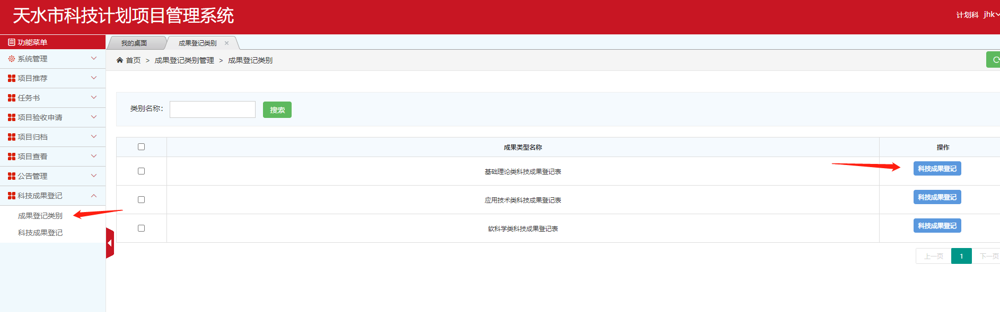 天水市科技计划项目管理系统
计划科 jhk
功能菜单
系统管理
项目推荐
任务书
项目验收申请
项目归档
项目查看
公告管理
科技成果登记
成果登记类别
科技成果登记
我的桌面
成果登记类别
首页 > 成果登记类别管理 > 成果登记类别
类别名称：
搜索
成果类型名称 操作
基础理论类科技成果登记表 科技成果登记
应用技术类科技成果登记表 科技成果登记
软科学类科技成果登记表 科技成果登记
上一页 1 下一页